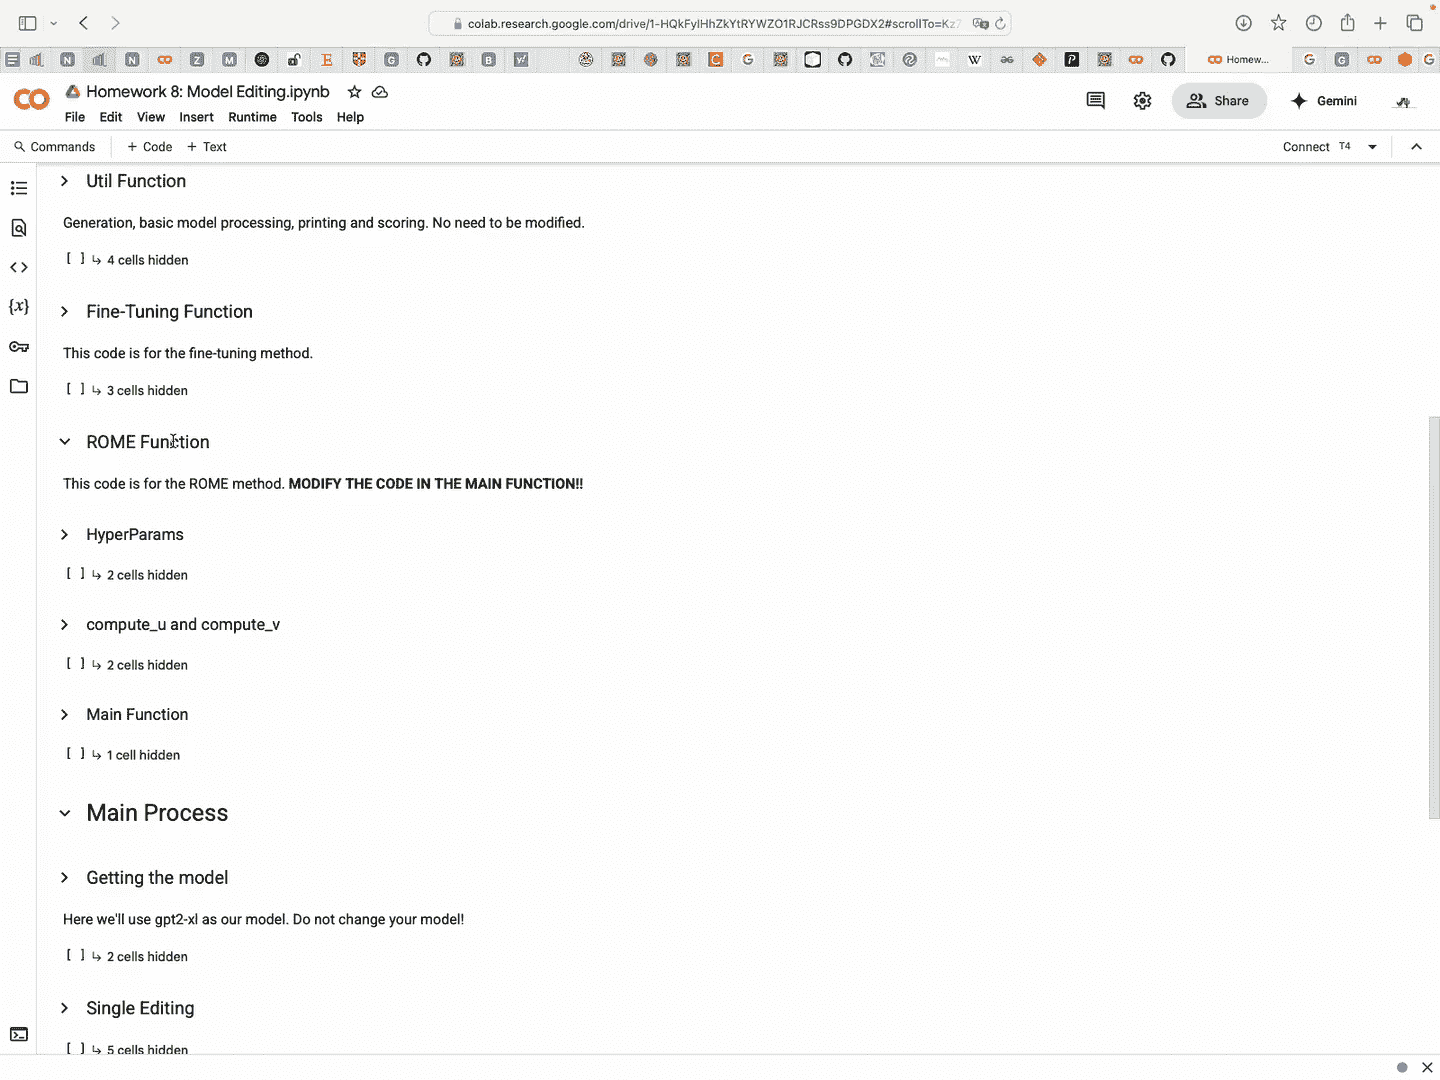 colab.research.google.com/drive/1-HQkFyIHhZkYtRYWZO1RJCRss9DPGDX2#scrollTo=Kz7
Homew...
Homework 8: Model Editing.ipynb
File Edit View Insert Runtime Tools Help
Share
Gemini
Commands
+ Code + Text
Connect T4
Util Function
Generation, basic model processing, printing and scoring. No need to be modified.
[ ] ↳ 4 cells hidden
Fine-Tuning Function
This code is for the fine-tuning method.
[ ] ↳ 3 cells hidden
ROME Function
This code is for the ROME method. MODIFY THE CODE IN THE MAIN FUNCTION!!
HyperParams
[ ] ↳ 2 cells hidden
compute_u and compute_v
[ ] ↳ 2 cells hidden
Main Function
[ ] ↳ 1 cell hidden
Main Process
Getting the model
Here we'll use gpt2-xl as our model. Do not change your model!
[ ] ↳ 2 cells hidden
Single Editing
[ ] ↳ 5 cells hidden